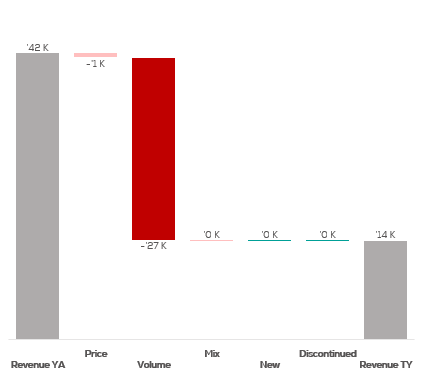 '42 K
-'1 K
-'27 K
'0 K
'0 K
'0 K
'14 K
Revenue YA
Price
Volume
Mix
New
Discontinued
Revenue TY